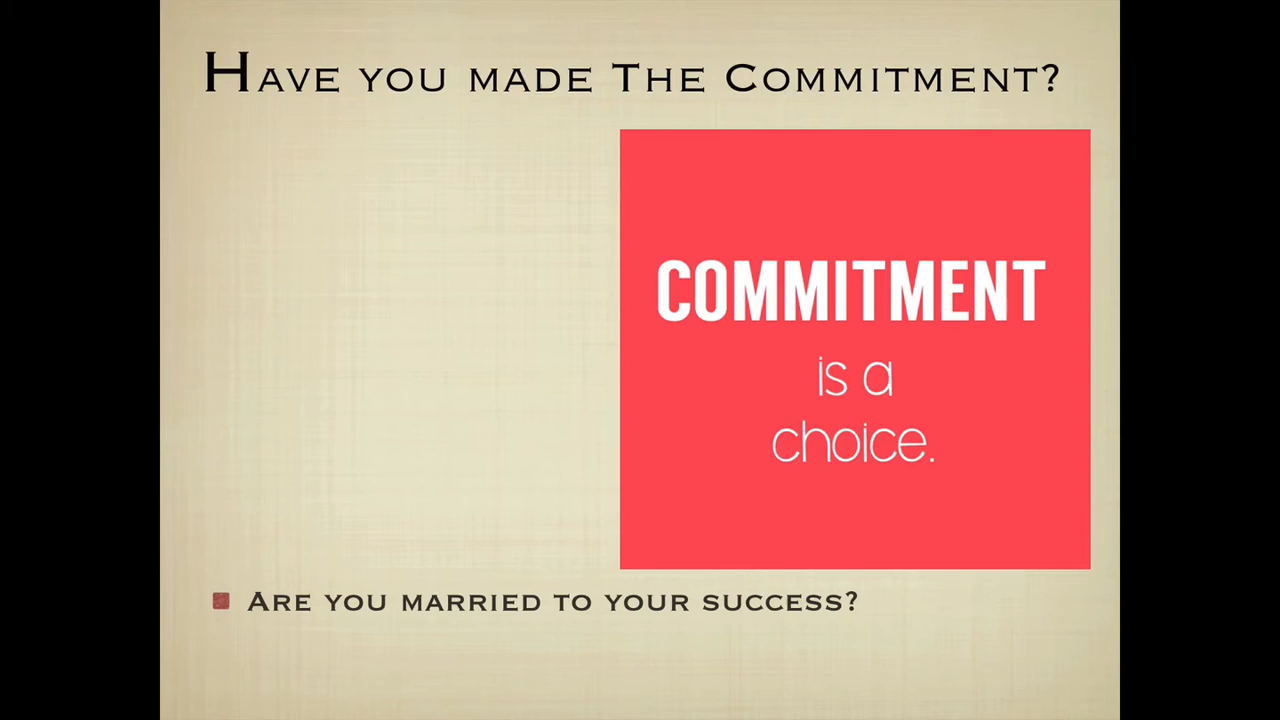 Have you made The Commitment?
COMMITMENT
is a
choice.
Are you married to your success?